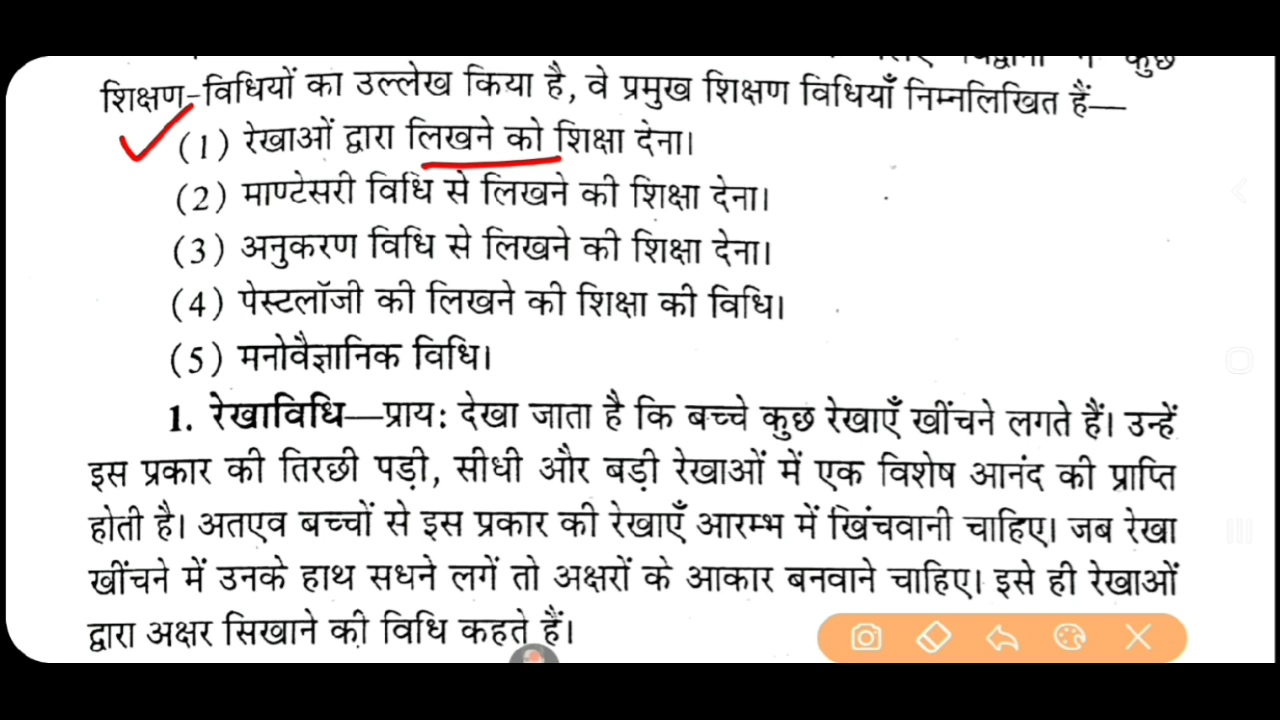 कुछ
शिक्षण-विधियों का उल्लेख किया है, वे प्रमुख शिक्षण विधियाँ निम्नलिखित हैं—
(1) रेखाओं द्वारा लिखने को शिक्षा देना।
(2) माण्टेसरी विधि से लिखने की शिक्षा देना।
(3) अनुकरण विधि से लिखने की शिक्षा देना।
(4) पेस्टलॉजी की लिखने की शिक्षा की विधि।
(5) मनोवैज्ञानिक विधि।
1. रेखाविधि—प्राय: देखा जाता है कि बच्चे कुछ रेखाएँ खींचने लगते हैं। उन्हें
इस प्रकार की तिरछी पड़ी, सीधी और बड़ी रेखाओं में एक विशेष आनंद की प्राप्ति
होती है। अतएव बच्चों से इस प्रकार की रेखाएँ आरम्भ में खिंचवानी चाहिए। जब रेखा
खींचने में उनके हाथ सधने लगें तो अक्षरों के आकार बनवाने चाहिए। इसे ही रेखाओं
द्वारा अक्षर सिखाने की विधि कहते हैं।